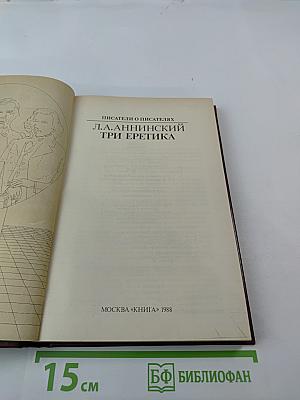 ПИСАТЕЛИ О ПИСАТЕЛЯХ
Л.А.АННИНСКИЙ
ТРИ ЕРЕТИКА
МОСКВА «КНИГА» 1988
15 см
БФ БИБЛИОФАН